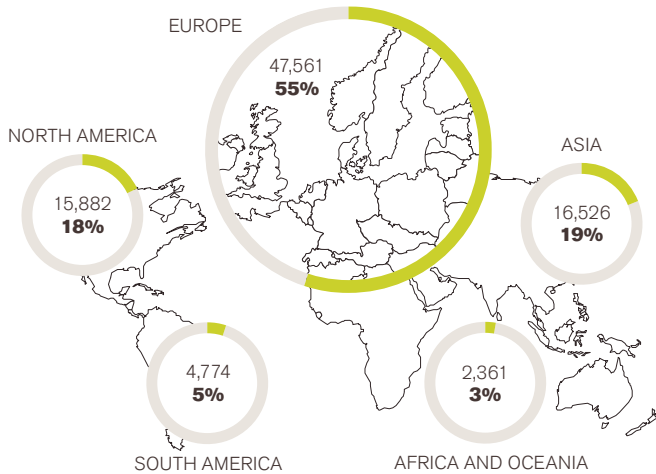 EUROPE
47,561
55%
NORTH AMERICA
15,882
18%
ASIA
16,526
19%
4,774
5%
SOUTH AMERICA
2,361
3%
AFRICA AND OCEANIA